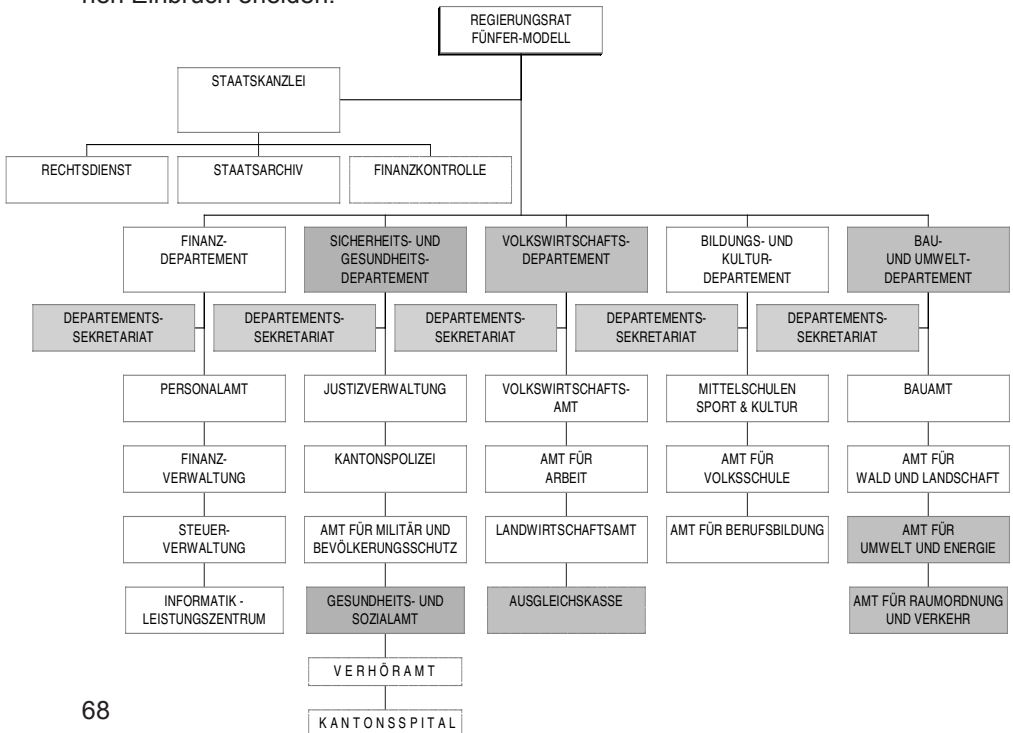 nen Einbruch erleiden.
REGIERUNGSRAT
FÜNFER-MODELL
STAATSKANZLEI
RECHTSDIENST
STAATSARCHIV
FINANZKONTROLLE
FINANZ-
DEPARTEMENT
SICHERHEITS- UND
GESUNDHEITS-
DEPARTEMENT
VOLKSWIRTSCHAFTS-
DEPARTEMENT
BILDUNGS- UND
KULTUR-
DEPARTEMENT
BAU-
UND UMWELT-
DEPARTEMENT
DEPARTEMENTS-
SEKRETARIAT
DEPARTEMENTS-
SEKRETARIAT
DEPARTEMENTS-
SEKRETARIAT
DEPARTEMENTS-
SEKRETARIAT
DEPARTEMENTS-
SEKRETARIAT
PERSONALAMT
JUSTIZVERWALTUNG
VOLKSWIRTSCHAFTS-
AMT
MITTELSCHULEN
SPORT & KULTUR
BAUAMT
FINANZ-
VERWALTUNG
KANTONSPOLIZEI
AMT FÜR
ARBEIT
AMT FÜR
VOLKSSCHULE
AMT FÜR
WALD UND LANDSCHAFT
STEUER-
VERWALTUNG
AMT FÜR MILITÄR UND
BEVÖLKERUNGSSCHUTZ
LANDWIRTSCHAFTSAMT
AMT FÜR BERUFSBILDUNG
AMT FÜR
UMWELT UND ENERGIE
INFORMATIK -
LEISTUNGSZENTRUM
GESUNDHEITS- UND
SOZIALAMT
AUSGLEICHSKASSE
AMT FÜR RAUMORDNUNG
UND VERKEHR
VERHÖRAMT
KANTONSSPITAL
68